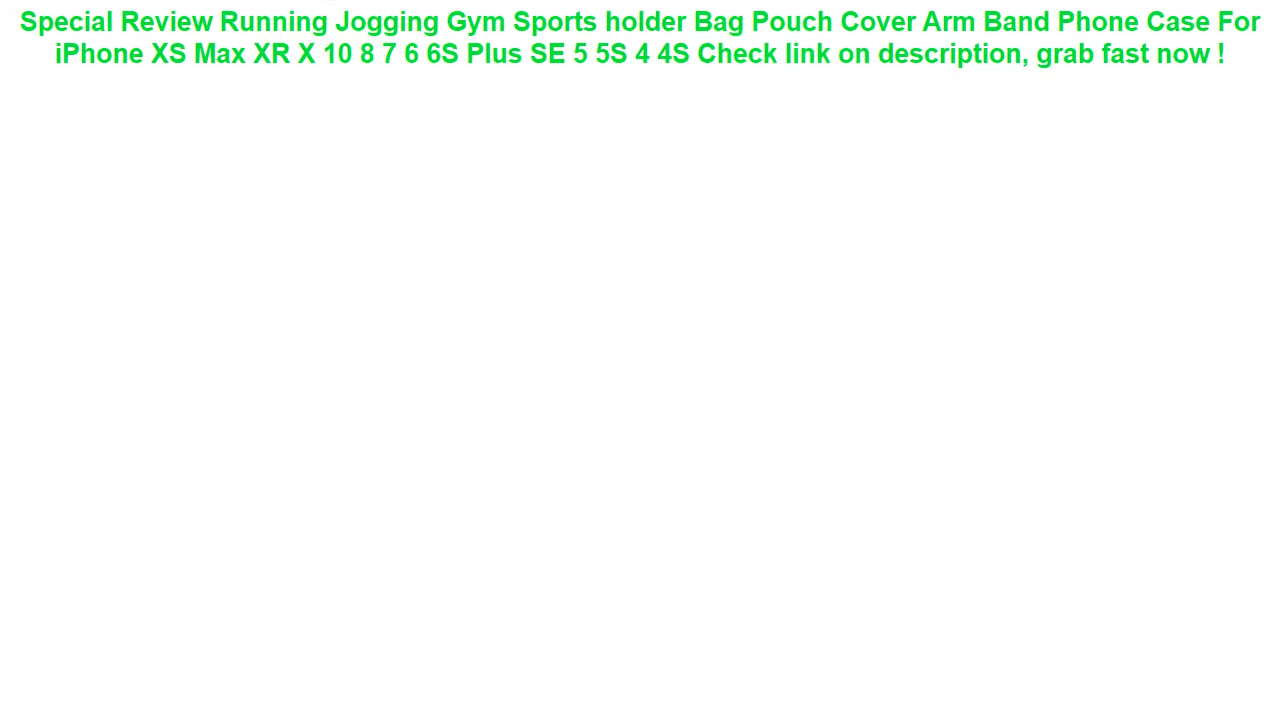 Special Review Running Jogging Gym Sports holder Bag Pouch Cover Arm Band Phone Case For
iPhone XS Max XR X 10 8 7 6 6S Plus SE 5 5S 4 4S Check link on description, grab fast now !